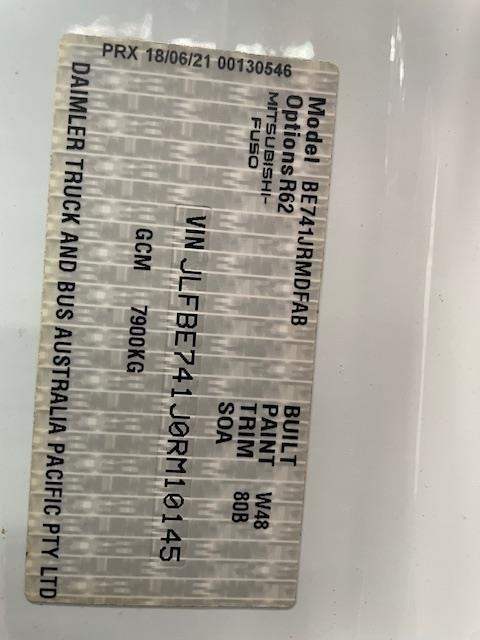 PRX 18/06/21 00130546
Model BE741JRMDFAB
Options R62
MITSUBISHI-
FUSO
BUILT
PAINT W48
TRIM 80B
SOA
VIN JLFBE741J0RM10145
GCM 7900KG
DAIMLER TRUCK AND BUS AUSTRALIA PACIFIC PTY LTD